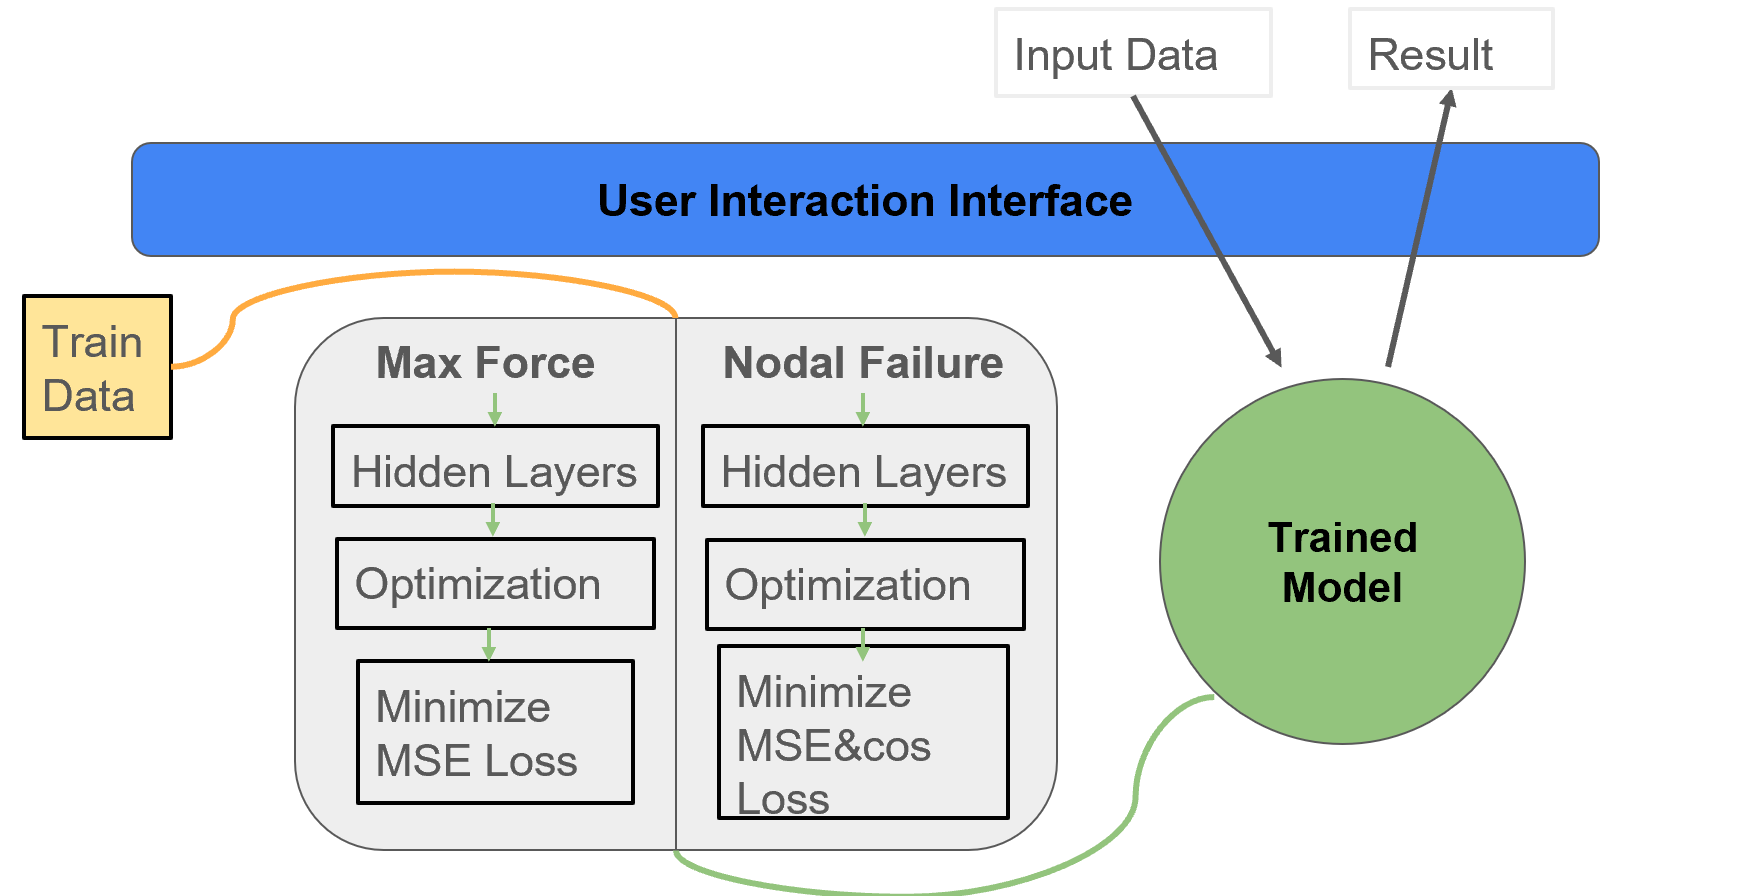 Input Data
Result
User Interaction Interface
Train
Data
Max Force
Hidden Layers
Optimization
Minimize
MSE Loss
Nodal Failure
Hidden Layers
Optimization
Minimize
MSE&cos
Loss
Trained
Model